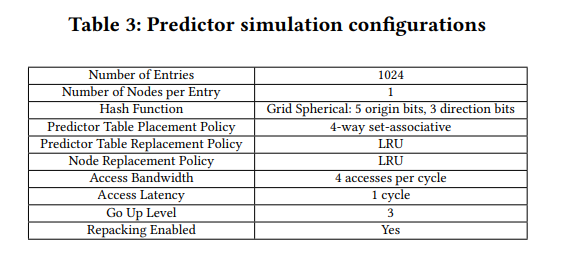 Table 3: Predictor simulation configurations
Number of Entries 1024
Number of Nodes per Entry 1
Hash Function Grid Spherical: 5 origin bits, 3 direction bits
Predictor Table Placement Policy 4-way set-associative
Predictor Table Replacement Policy LRU
Node Replacement Policy LRU
Access Bandwidth 4 accesses per cycle
Access Latency 1 cycle
Go Up Level 3
Repacking Enabled Yes